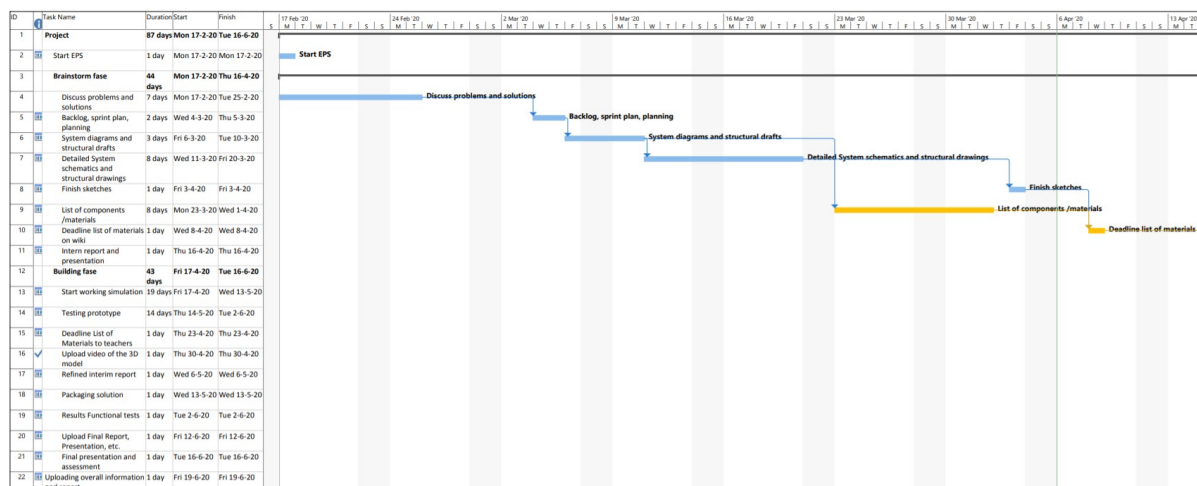 ID Task Name Duration Start Finish 17 Feb '20 24 Feb '20 2 Mar '20 9 Mar '20 16 Mar '20 23 Mar '20 30 Mar '20 6 Apr '20 13 Apr '20
S M T W T F S S M T W T F S S M T W T F S S M T W T F S S M T W T F S S M T W T F S S M T W T F S S M T W T F S S M T
1 Project 87 days Mon 17-2-20 Tue 16-6-20
2 Start EPS 1 day Mon 17-2-20 Mon 17-2-20 Start EPS
3 Brainstorm fase 44 Mon 17-2-20 Thu 16-4-20
days
4 Discuss problems and 7 days Mon 17-2-20 Tue 25-2-20 Discuss problems and solutions
solutions
5 Backlog, sprint plan, 2 days Wed 4-3-20 Thu 5-3-20 Backlog, sprint plan, planning
planning
6 System diagrams and 3 days Fri 6-3-20 Tue 10-3-20 System diagrams and structural drafts
structural drafts
7 Detailed System 8 days Wed 11-3-20 Fri 20-3-20 Detailed System schematics and structural drawings
schematics and
structural drawings
8 Finish sketches 1 day Fri 3-4-20 Fri 3-4-20 Finish sketches
9 List of components 8 days Mon 23-3-20 Wed 1-4-20 List of components /materials
/materials
10 Deadline list of materials 1 day Wed 8-4-20 Wed 8-4-20 Deadline list of materials
on wiki
11 Intern report and 1 day Thu 16-4-20 Thu 16-4-20
presentation
12 Building fase 43 Fri 17-4-20 Tue 16-6-20
days
13 Start working simulation 19 days Fri 17-4-20 Wed 13-5-20
14 Testing prototype 14 days Thu 14-5-20 Tue 2-6-20
15 Deadline List of 1 day Thu 23-4-20 Thu 23-4-20
Materials to teachers
16 Upload video of the 3D 1 day Thu 30-4-20 Thu 30-4-20
model
17 Refined interim report 1 day Wed 6-5-20 Wed 6-5-20
18 Packaging solution 1 day Wed 13-5-20 Wed 13-5-20
19 Results Functional tests 1 day Tue 2-6-20 Tue 2-6-20
20 Upload Final Report, 1 day Fri 12-6-20 Fri 12-6-20
Presentation, etc.
21 Final presentation and 1 day Tue 16-6-20 Tue 16-6-20
assessment
22 Uploading overall information 1 day Fri 19-6-20 Fri 19-6-20